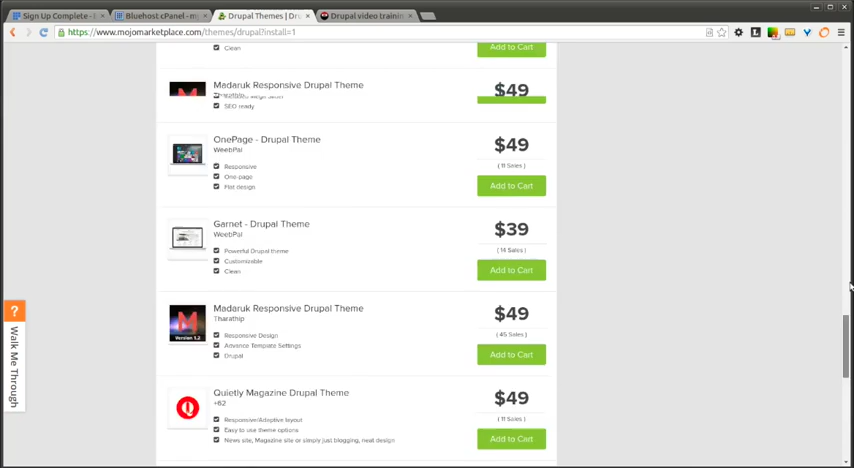 Sign Up Complete -
Bluehost cPanel - m
Drupal Themes | Dru
Drupal video trainin
https://www.mojomarketplace.com/themes/drupal?install=1
Clean
Add to Cart
Madaruk Responsive Drupal Theme
$49
SEO ready
OnePage - Drupal Theme
WeebPal
$49
Responsive
( 11 Sales )
One page
Flat design
Add to Cart
Garnet - Drupal Theme
WeebPal
$39
Powerful Drupal theme
( 14 Sales )
Customizable
Clean
Add to Cart
Madaruk Responsive Drupal Theme
Tharathip
$49
Version 1.2
Responsive Design
( 45 Sales )
Advance Template Settings
Drupal
Add to Cart
Quietly Magazine Drupal Theme
+62
$49
Responsive/Adaptive layout
( 11 Sales )
Easy to use theme options
News site, Magazine site or simply just blogging, neat design
Add to Cart
?
Walk Me Through